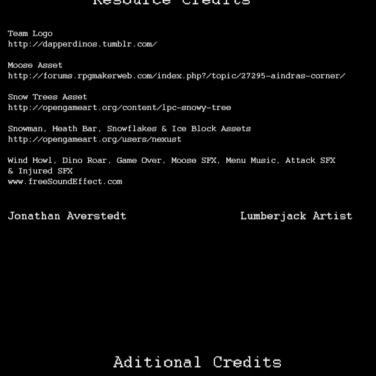 Resource Credits
Team Logo
http://dapperdinos.tumblr.com/
Moose Asset
http://forums.rpgmakerweb.com/index.php?/topic/27295-aindras-corner/
Snow Trees Asset
http://opengameart.org/content/lpc-snowy-tree
Snowman, Heath Bar, Snowflakes & Ice Block Assets
http://opengameart.org/users/nexust
Wind Howl, Dino Roar, Game Over, Moose SFX, Menu Music, Attack SFX
& Injured SFX
www.freeSoundEffect.com
Jonathan Averstedt Lumberjack Artist
Aditional Credits